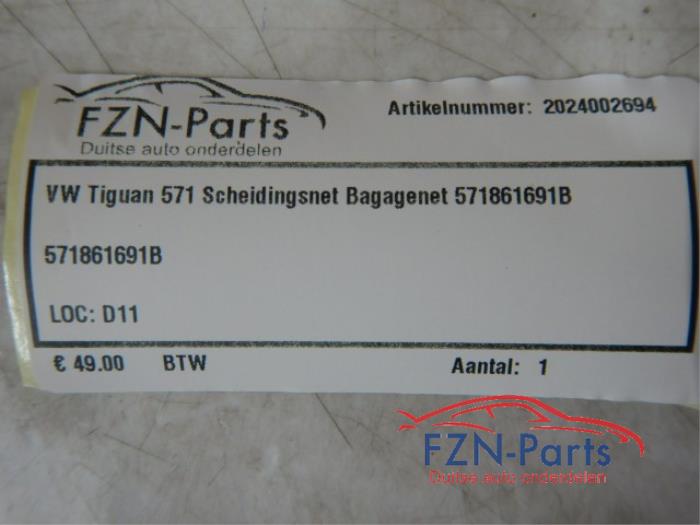 FZN-Parts
Duitse auto onderdelen
Artikelnummer: 2024002694
VW Tiguan 571 Scheidingsnet Bagagenet 571861691B
571861691B
LOC: D11
€ 49.00 BTW Aantal: 1
FZN-Parts
Duitse auto onderdelen